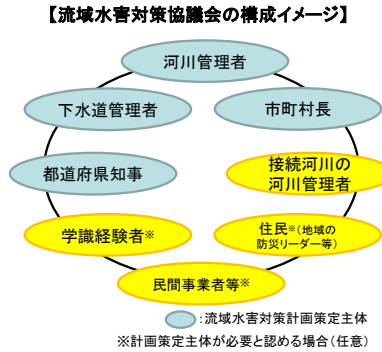 【流域水害対策協議会の構成イメージ】
河川管理者
下水道管理者
市町村長
都道府県知事
接続河川の
河川管理者
学識経験者※
住民※(地域の
防災リーダー等)
民間事業者等※
:流域水害対策計画策定主体
※計画策定主体が必要と認める場合(任意)